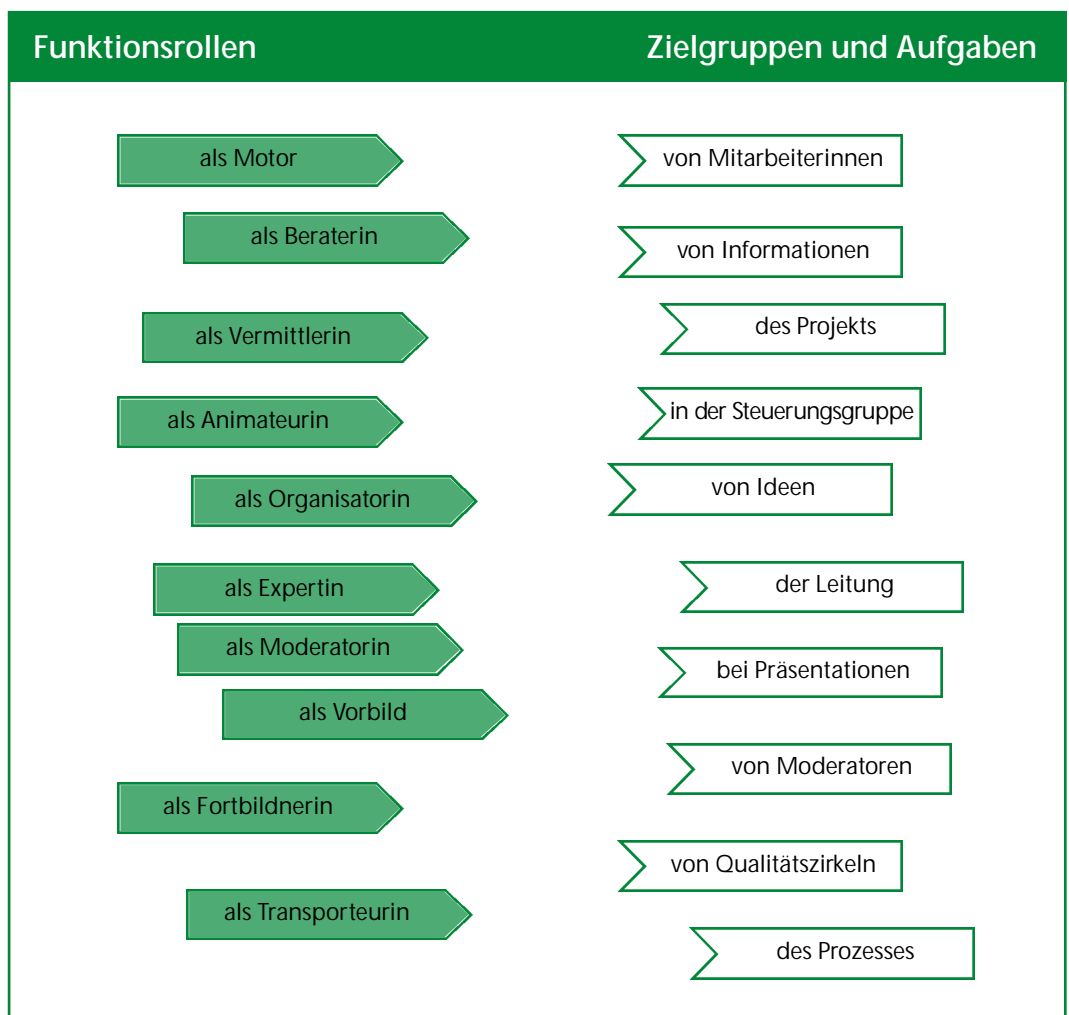 Funktionsrollen
Zielgruppen und Aufgaben
als Motor
als Beraterin
als Vermittlerin
als Animateurin
als Organisatorin
als Expertin
als Moderatorin
als Vorbild
als Fortbildnerin
als Transporteurin
von Mitarbeiterinnen
von Informationen
des Projekts
in der Steuerungsgruppe
von Ideen
der Leitung
bei Präsentationen
von Moderatoren
von Qualitätszirkeln
des Prozesses